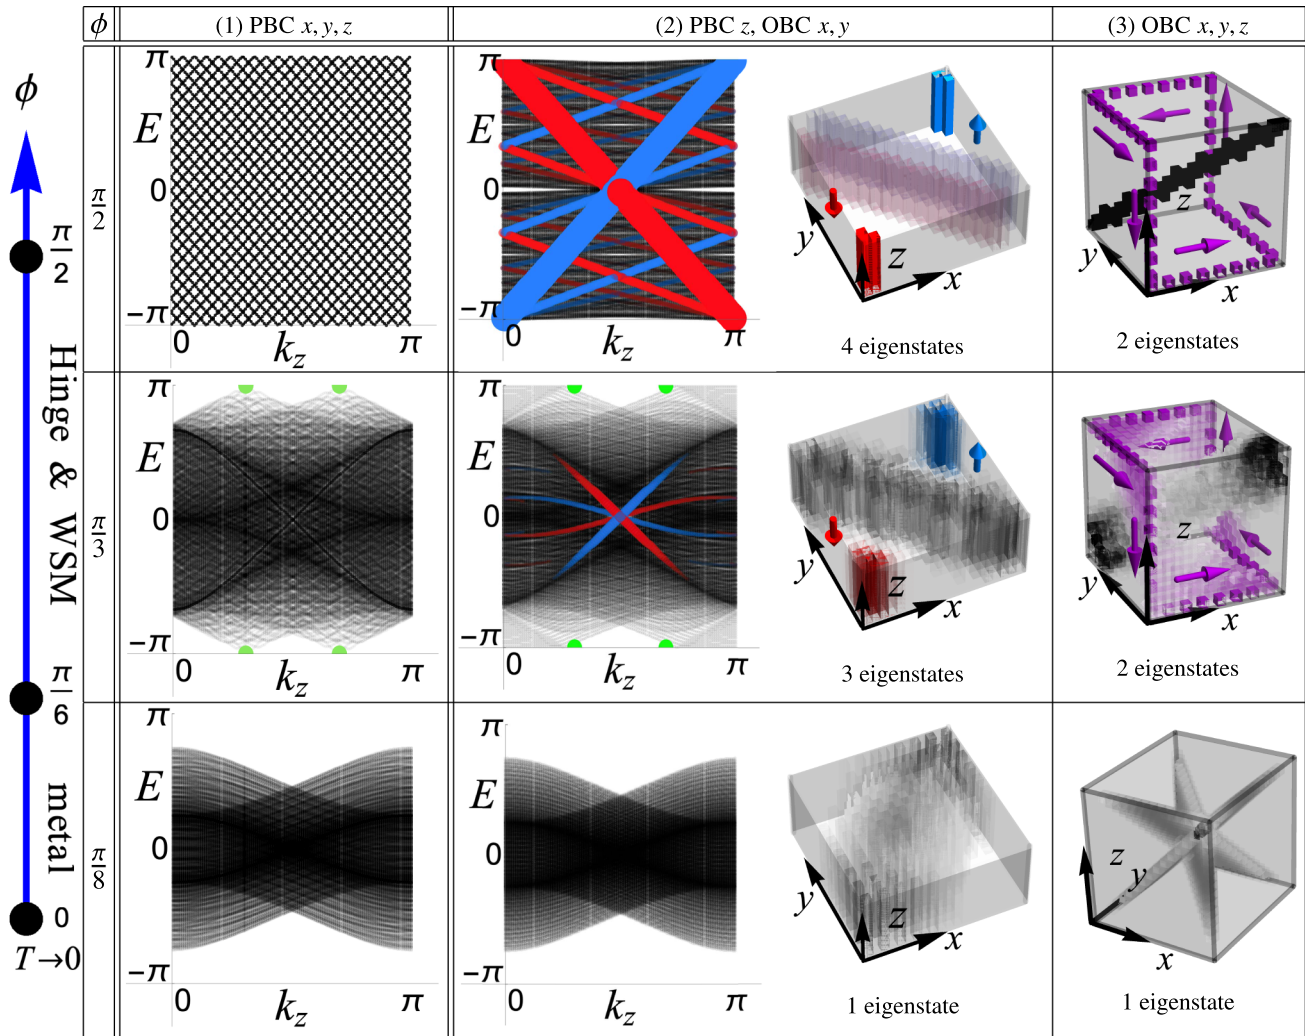 ϕ
(1) PBC x, y, z
(2) PBC z, OBC x, y
(3) OBC x, y, z
ϕ
π/2
Hinge & WSM
π/6
metal
0
T→0
π/2
π
E
0
−π
0
k_z
π
π
E
0
−π
0
k_z
π
y
z
x
4 eigenstates
z
y
x
2 eigenstates
π/3
π
E
0
−π
0
k_z
π
π
E
0
−π
0
k_z
π
y
z
x
3 eigenstates
z
y
x
2 eigenstates
π/8
π
E
0
−π
0
k_z
π
π
E
0
−π
0
k_z
π
y
z
x
1 eigenstate
z
y
x
1 eigenstate